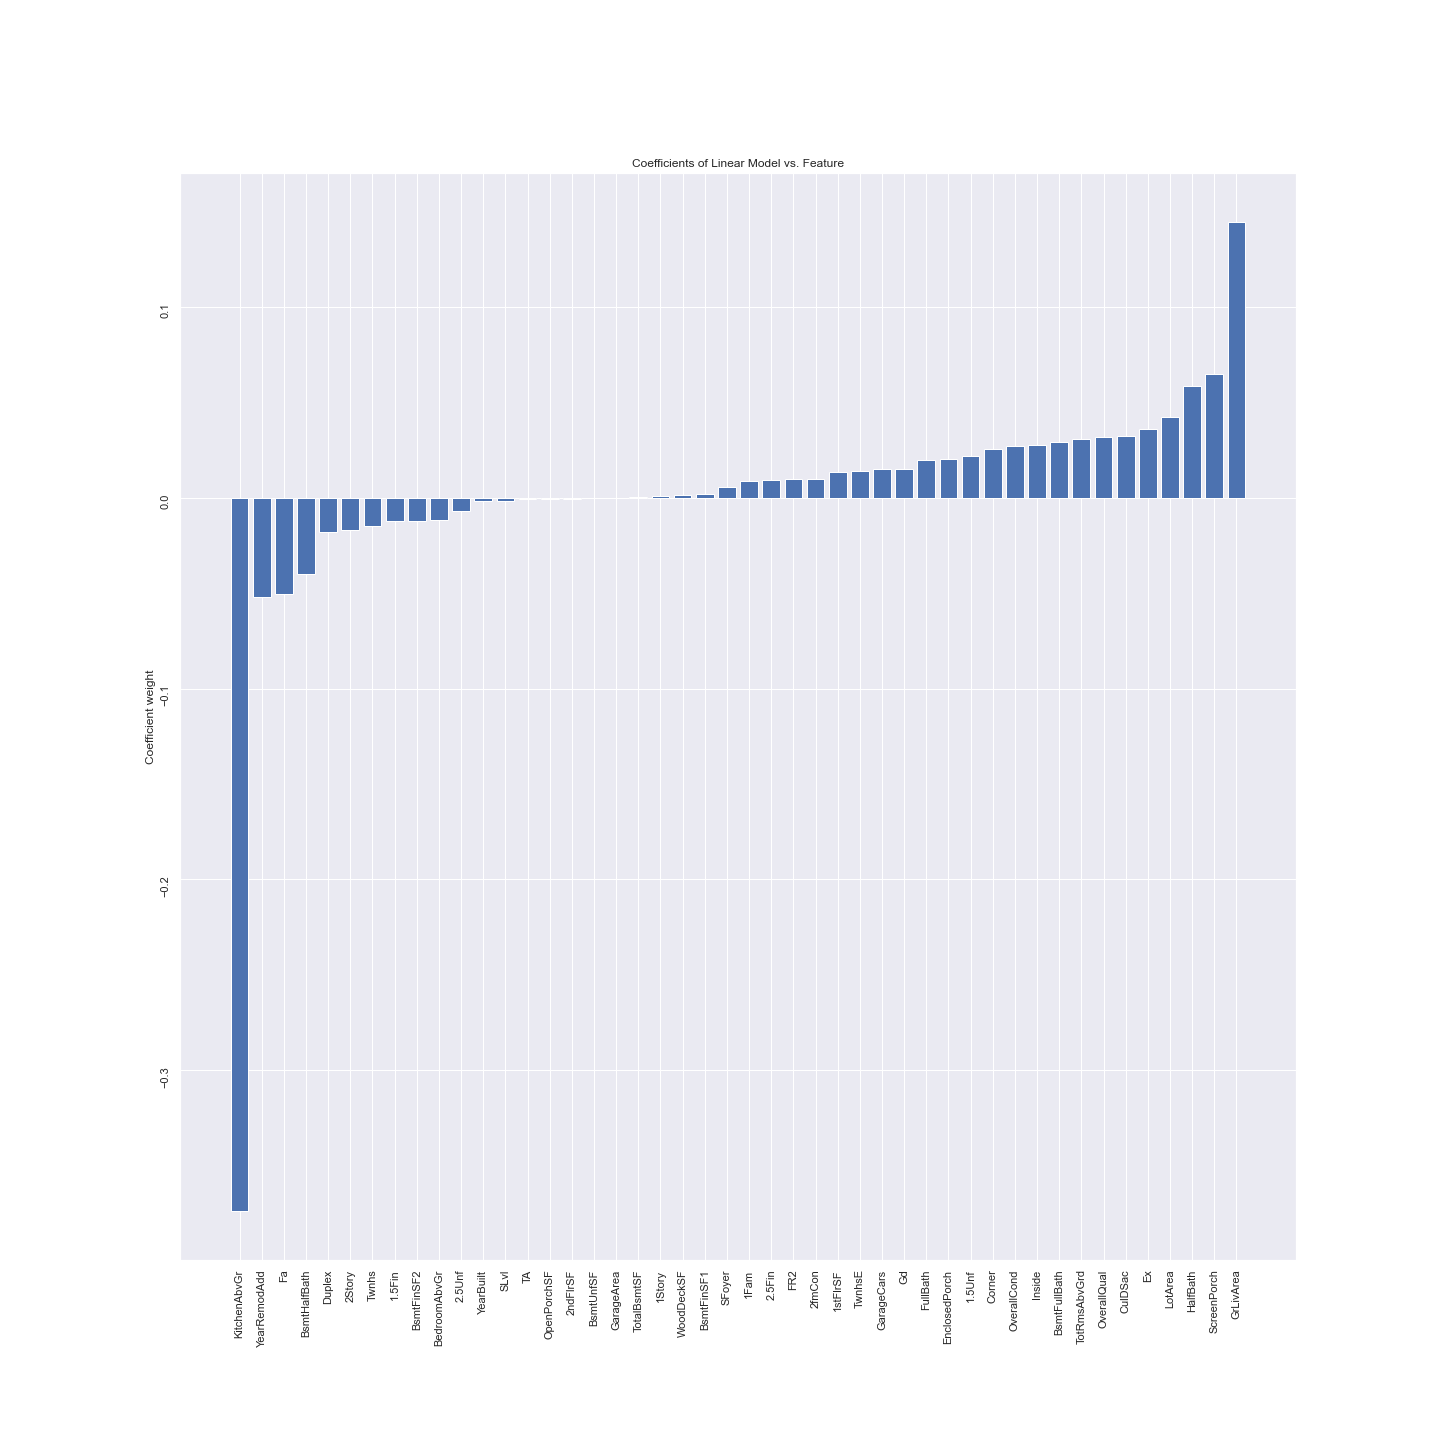 Coefficients of Linear Model vs. Feature
Coefficient weight
0.1
0.0
−0.1
−0.2
−0.3
KitchenAbvGr
YearRemodAdd
Fa
BsmtHalfBath
Duplex
2Story
Twnhs
1.5Fin
BsmtFinSF2
BedroomAbvGr
2.5Unf
YearBuilt
SLvl
TA
OpenPorchSF
2ndFlrSF
BsmtUnfSF
GarageArea
TotalBsmtSF
1Story
WoodDeckSF
BsmtFinSF1
SFoyer
1Fam
2.5Fin
FR2
2fmCon
1stFlrSF
TwnhsE
GarageCars
Gd
FullBath
EnclosedPorch
1.5Unf
Corner
OverallCond
Inside
BsmtFullBath
TotRmsAbvGrd
OverallQual
CulDSac
Ex
LotArea
HalfBath
ScreenPorch
GrLivArea